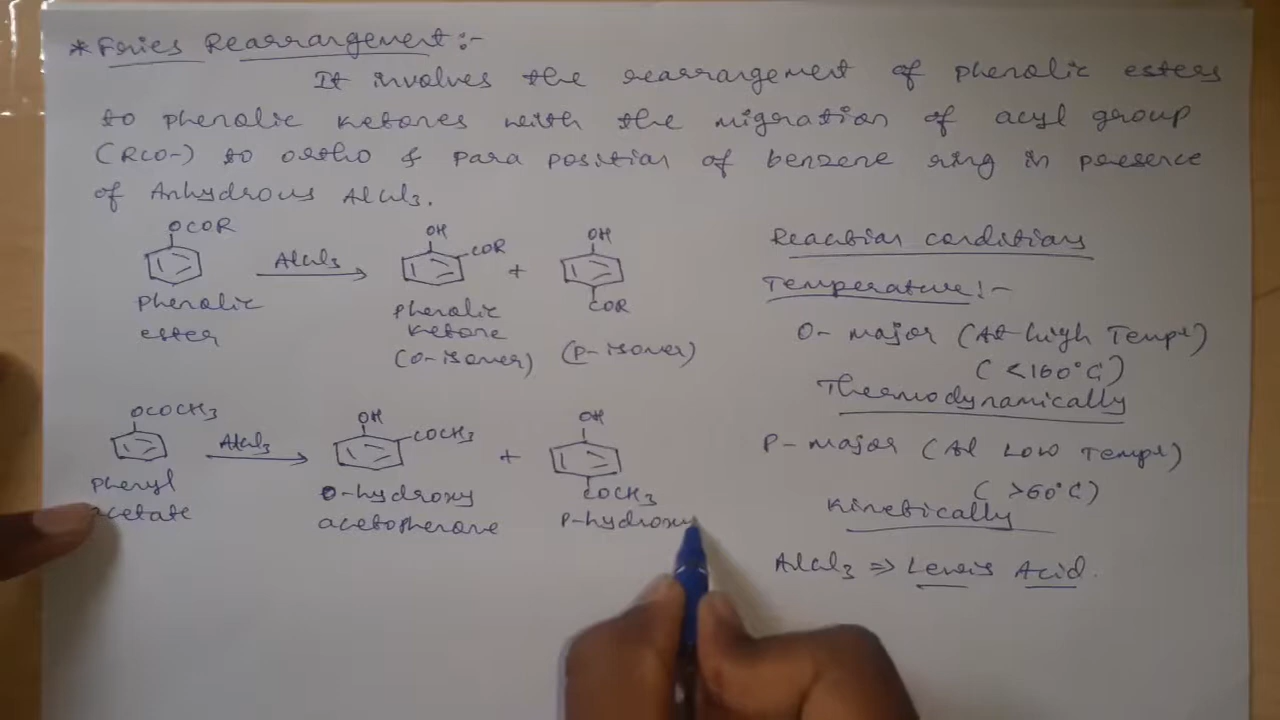 * Fries Rearrangement:-
It involves the rearrangement of phenolic esters
to phenolic ketones with the migration of acyl group
(RCO-) to ortho & para position of benzene ring in presence
of Anhydrous AlCl3.
OCOR
AlCl3
Phenolic
ester
OH
COR
+
phenolic
ketone
(o-isomer)
OH
COR
(p-isomer)
OCOCH3
AlCl3
phenyl
acetate
OH
COCH3
+
o-hydroxy
acetophenone
OH
COCH3
p-hydroxy
Reaction conditions
Temperature:-
O- major (At high Temp)
(<160°C)
Thermodynamically
P- major (At Low Temp)
(>60°C)
Kinetically
AlCl3 ⇒ Lewis Acid.